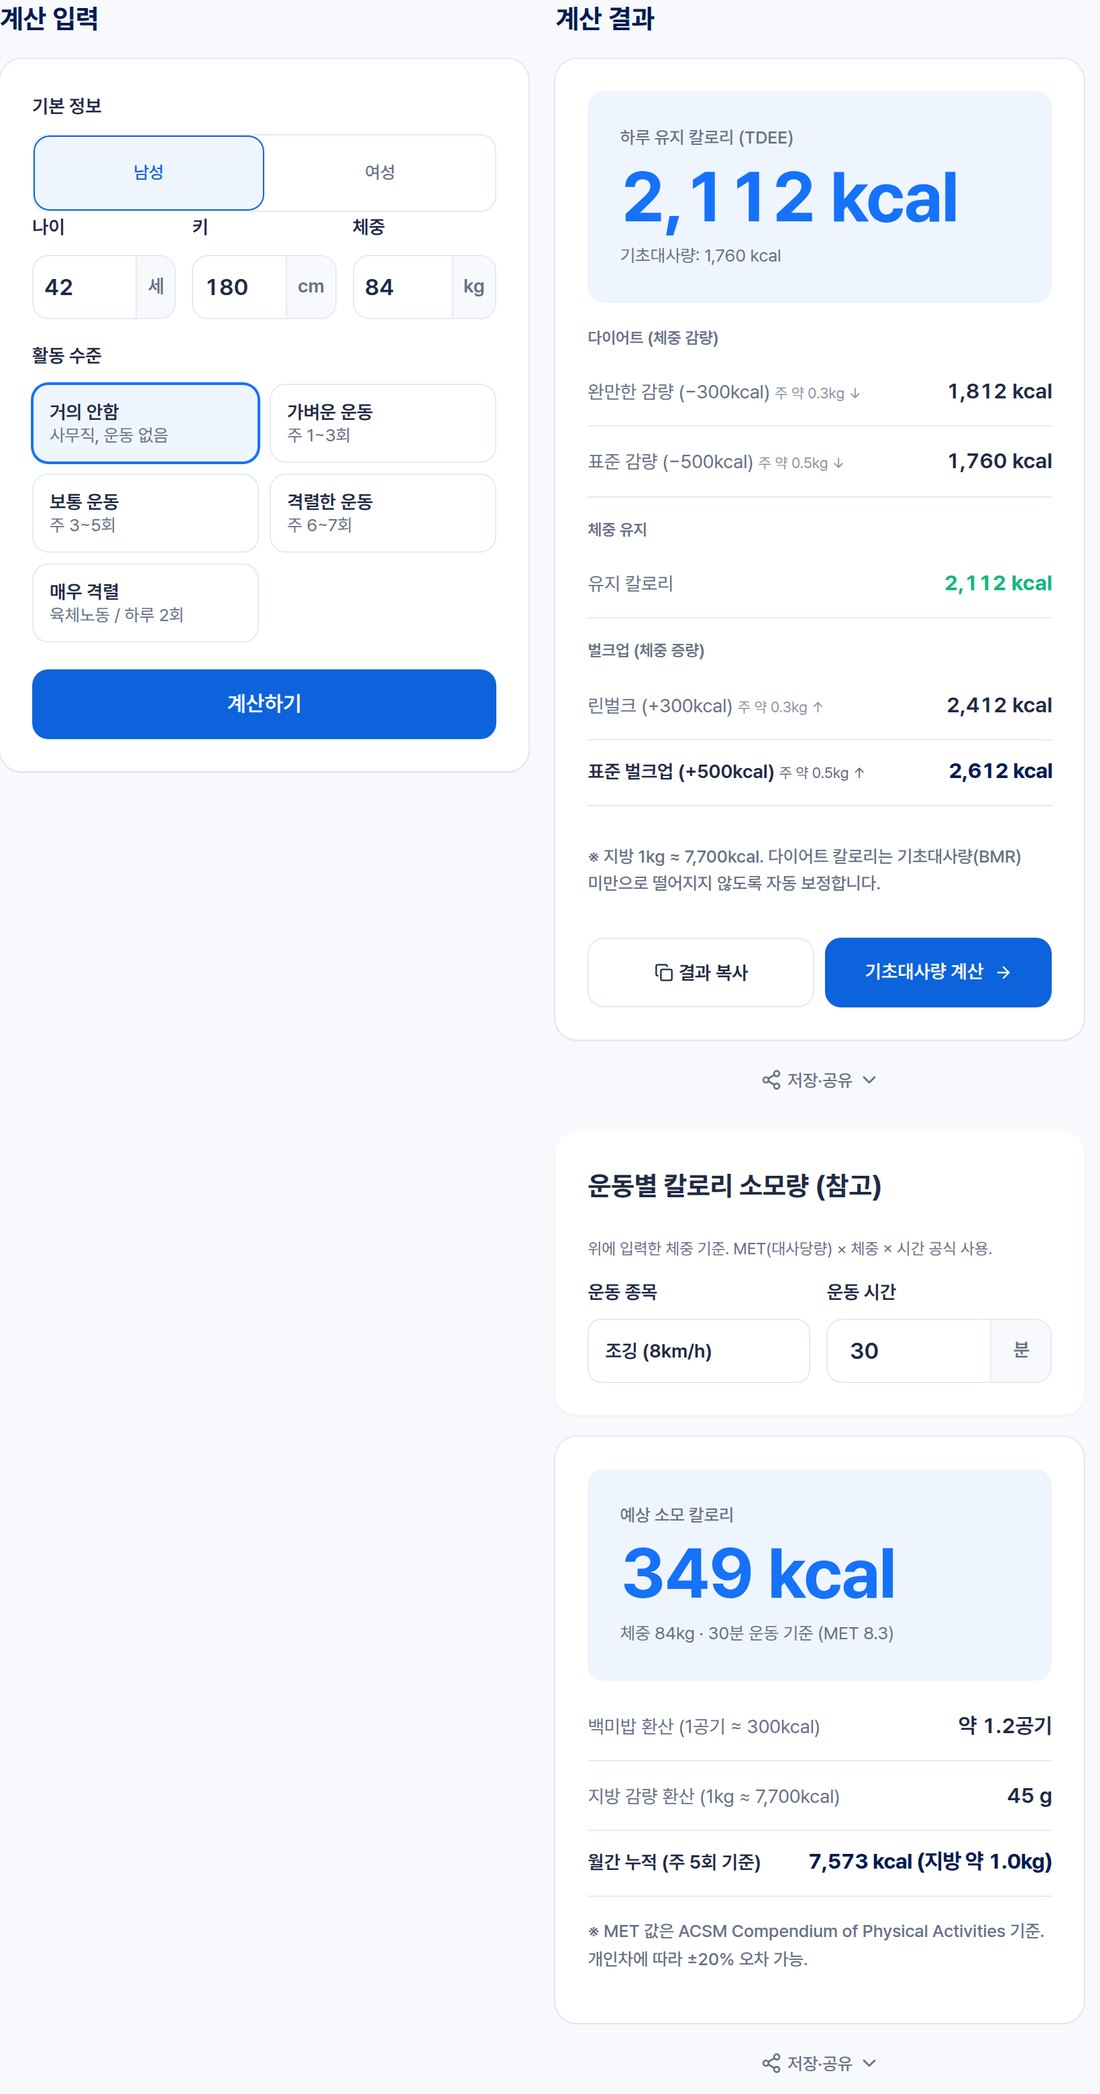 계산 입력
기본 정보
남성
여성
나이
키
체중
42 세
180 cm
84 kg
활동 수준
거의 안함
사무직, 운동 없음
가벼운 운동
주 1~3회
보통 운동
주 3~5회
격렬한 운동
주 6~7회
매우 격렬
육체노동 / 하루 2회
계산하기
계산 결과
하루 유지 칼로리 (TDEE)
2,112 kcal
기초대사량: 1,760 kcal
다이어트 (체중 감량)
완만한 감량 (−300kcal) 주 약 0.3kg ↓ 1,812 kcal
표준 감량 (−500kcal) 주 약 0.5kg ↓ 1,760 kcal
체중 유지
유지 칼로리 2,112 kcal
벌크업 (체중 증량)
린벌크 (+300kcal) 주 약 0.3kg ↑ 2,412 kcal
표준 벌크업 (+500kcal) 주 약 0.5kg ↑ 2,612 kcal
※ 지방 1kg ≈ 7,700kcal. 다이어트 칼로리는 기초대사량(BMR)
미만으로 떨어지지 않도록 자동 보정합니다.
결과 복사
기초대사량 계산 →
저장·공유
운동별 칼로리 소모량 (참고)
위에 입력한 체중 기준. MET(대사당량) × 체중 × 시간 공식 사용.
운동 종목
운동 시간
조깅 (8km/h)
30 분
예상 소모 칼로리
349 kcal
체중 84kg · 30분 운동 기준 (MET 8.3)
백미밥 환산 (1공기 ≈ 300kcal) 약 1.2공기
지방 감량 환산 (1kg ≈ 7,700kcal) 45 g
월간 누적 (주 5회 기준) 7,573 kcal (지방 약 1.0kg)
※ MET 값은 ACSM Compendium of Physical Activities 기준.
개인차에 따라 ±20% 오차 가능.
저장·공유